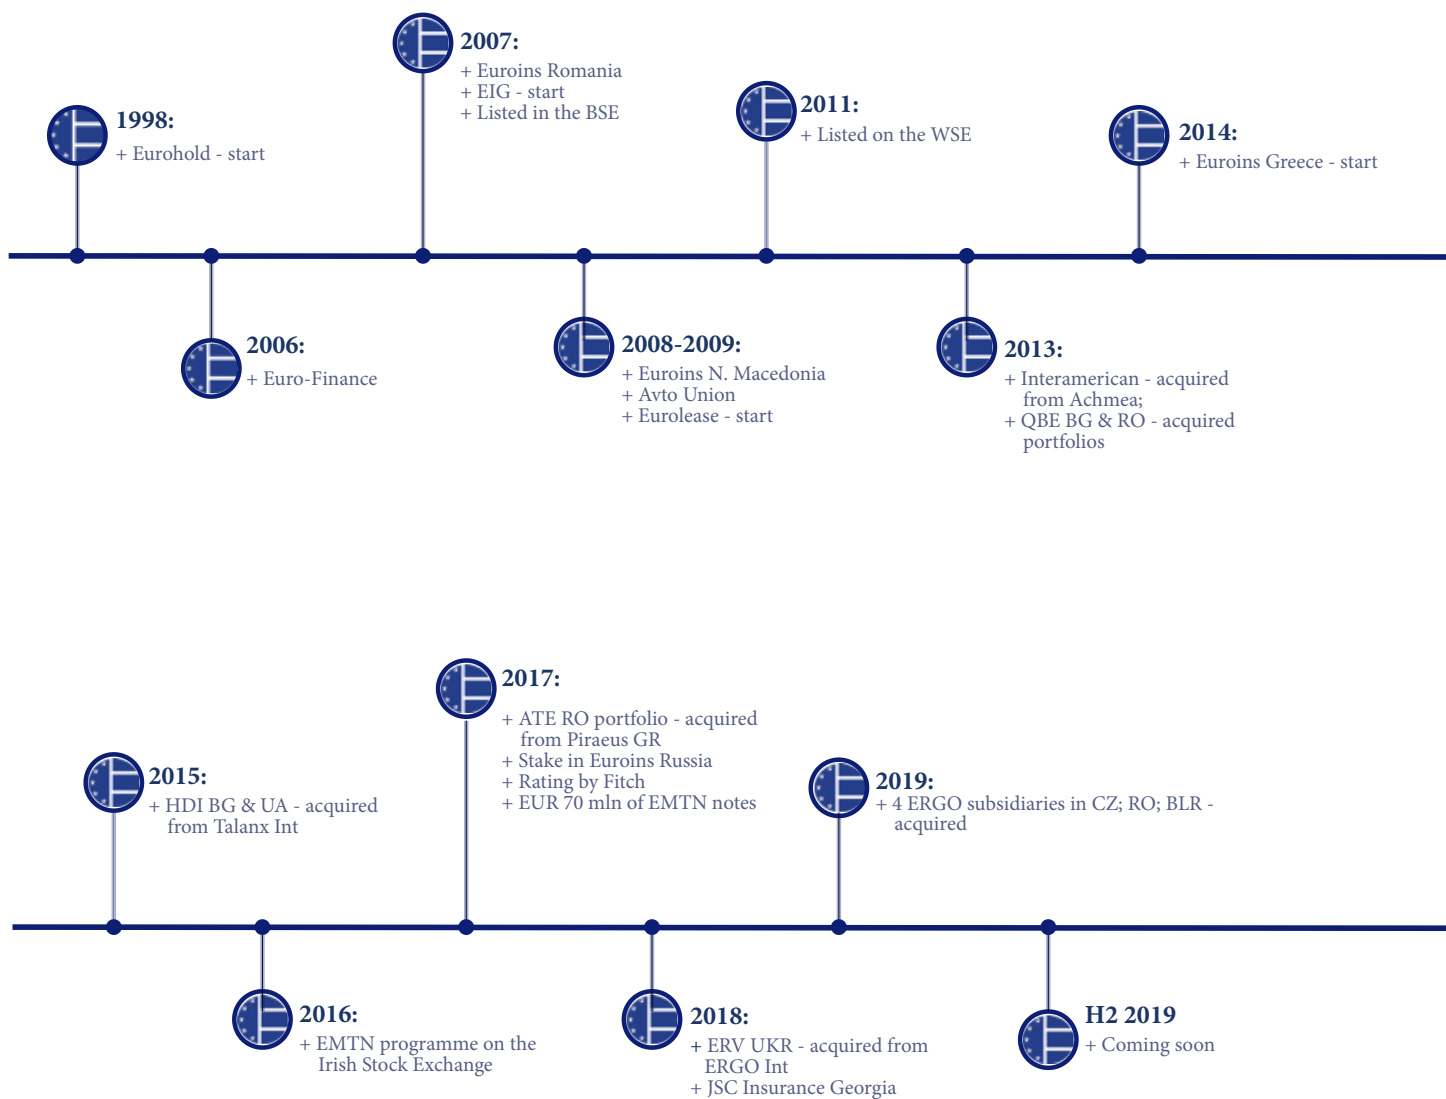 1998:
+ Eurohold - start
2006:
+ Euro-Finance
2007:
+ Euroins Romania
+ EIG - start
+ Listed in the BSE
2008-2009:
+ Euroins N. Macedonia
+ Avto Union
+ Eurolease - start
2011:
+ Listed on the WSE
2013:
+ Interamerican - acquired
from Achmea;
+ QBE BG & RO - acquired
portfolios
2014:
+ Euroins Greece - start
2015:
+ HDI BG & UA - acquired
from Talanx Int
2016:
+ EMTN programme on the
Irish Stock Exchange
2017:
+ ATE RO portfolio - acquired
from Piraeus GR
+ Stake in Euroins Russia
+ Rating by Fitch
+ EUR 70 mln of EMTN notes
2018:
+ ERV UKR - acquired from
ERGO Int
+ JSC Insurance Georgia
2019:
+ 4 ERGO subsidiaries in CZ; RO; BLR -
acquired
H2 2019
+ Coming soon